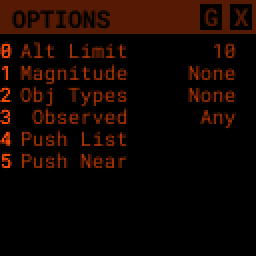 OPTIONS G X
0 Alt Limit 10
1 Magnitude None
2 Obj Types None
3 Observed Any
4 Push List
5 Push Near